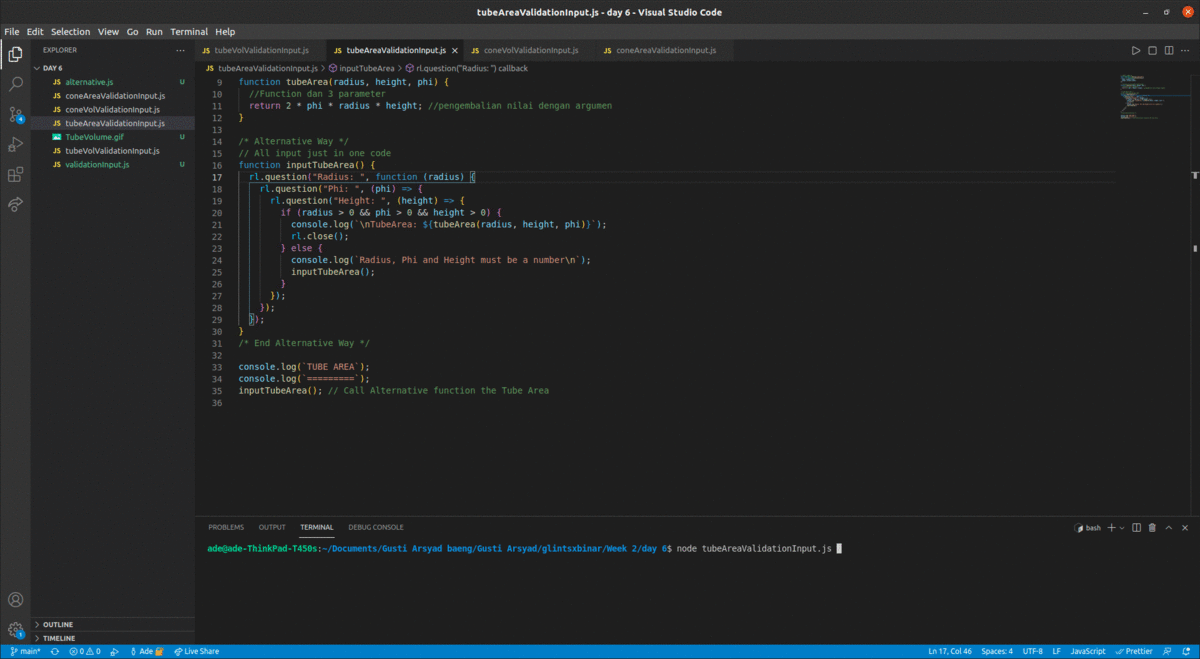 tubeAreaValidationInput.js - day 6 - Visual Studio Code
File Edit Selection View Go Run Terminal Help
EXPLORER
DAY 6
JS alternative.js U
JS coneAreaValidationInput.js
JS coneVolValidationInput.js
JS tubeAreaValidationInput.js
TubeVolume.gif U
JS tubeVolValidationInput.js
JS validationInput.js U
4
JS tubeVolValidationInput.js JS tubeAreaValidationInput.js JS coneVolValidationInput.js JS coneAreaValidationInput.js
JS tubeAreaValidationInput.js > inputTubeArea > rl.question("Radius: ") callback
9 function tubeArea(radius, height, phi) {
10 //Function dan 3 parameter
11 return 2 * phi * radius * height; //pengembalian nilai dengan argumen
12 }
13
14 /* Alternative Way */
15 // All input just in one code
16 function inputTubeArea() {
17 rl.question("Radius: ", function (radius) {
18 rl.question("Phi: ", (phi) => {
19 rl.question("Height: ", (height) => {
20 if (radius > 0 && phi > 0 && height > 0) {
21 console.log(`\nTubeArea: ${tubeArea(radius, height, phi)}`);
22 rl.close();
23 } else {
24 console.log(`Radius, Phi and Height must be a number\n`);
25 inputTubeArea();
26 }
27 });
28 });
29 });
30 }
31 /* End Alternative Way */
32
33 console.log(`TUBE AREA`);
34 console.log(`=========`);
35 inputTubeArea(); // Call Alternative function the Tube Area
36
PROBLEMS OUTPUT TERMINAL DEBUG CONSOLE
bash
ade@ade-ThinkPad-T450s:~/Documents/Gusti Arsyad baeng/Gusti Arsyad/glintsxbinar/Week 2/day 6$ node tubeAreaValidationInput.js
OUTLINE
TIMELINE
1
main* 0 0 Ade Live Share
Ln 17, Col 46 Spaces: 4 UTF-8 LF JavaScript Prettier